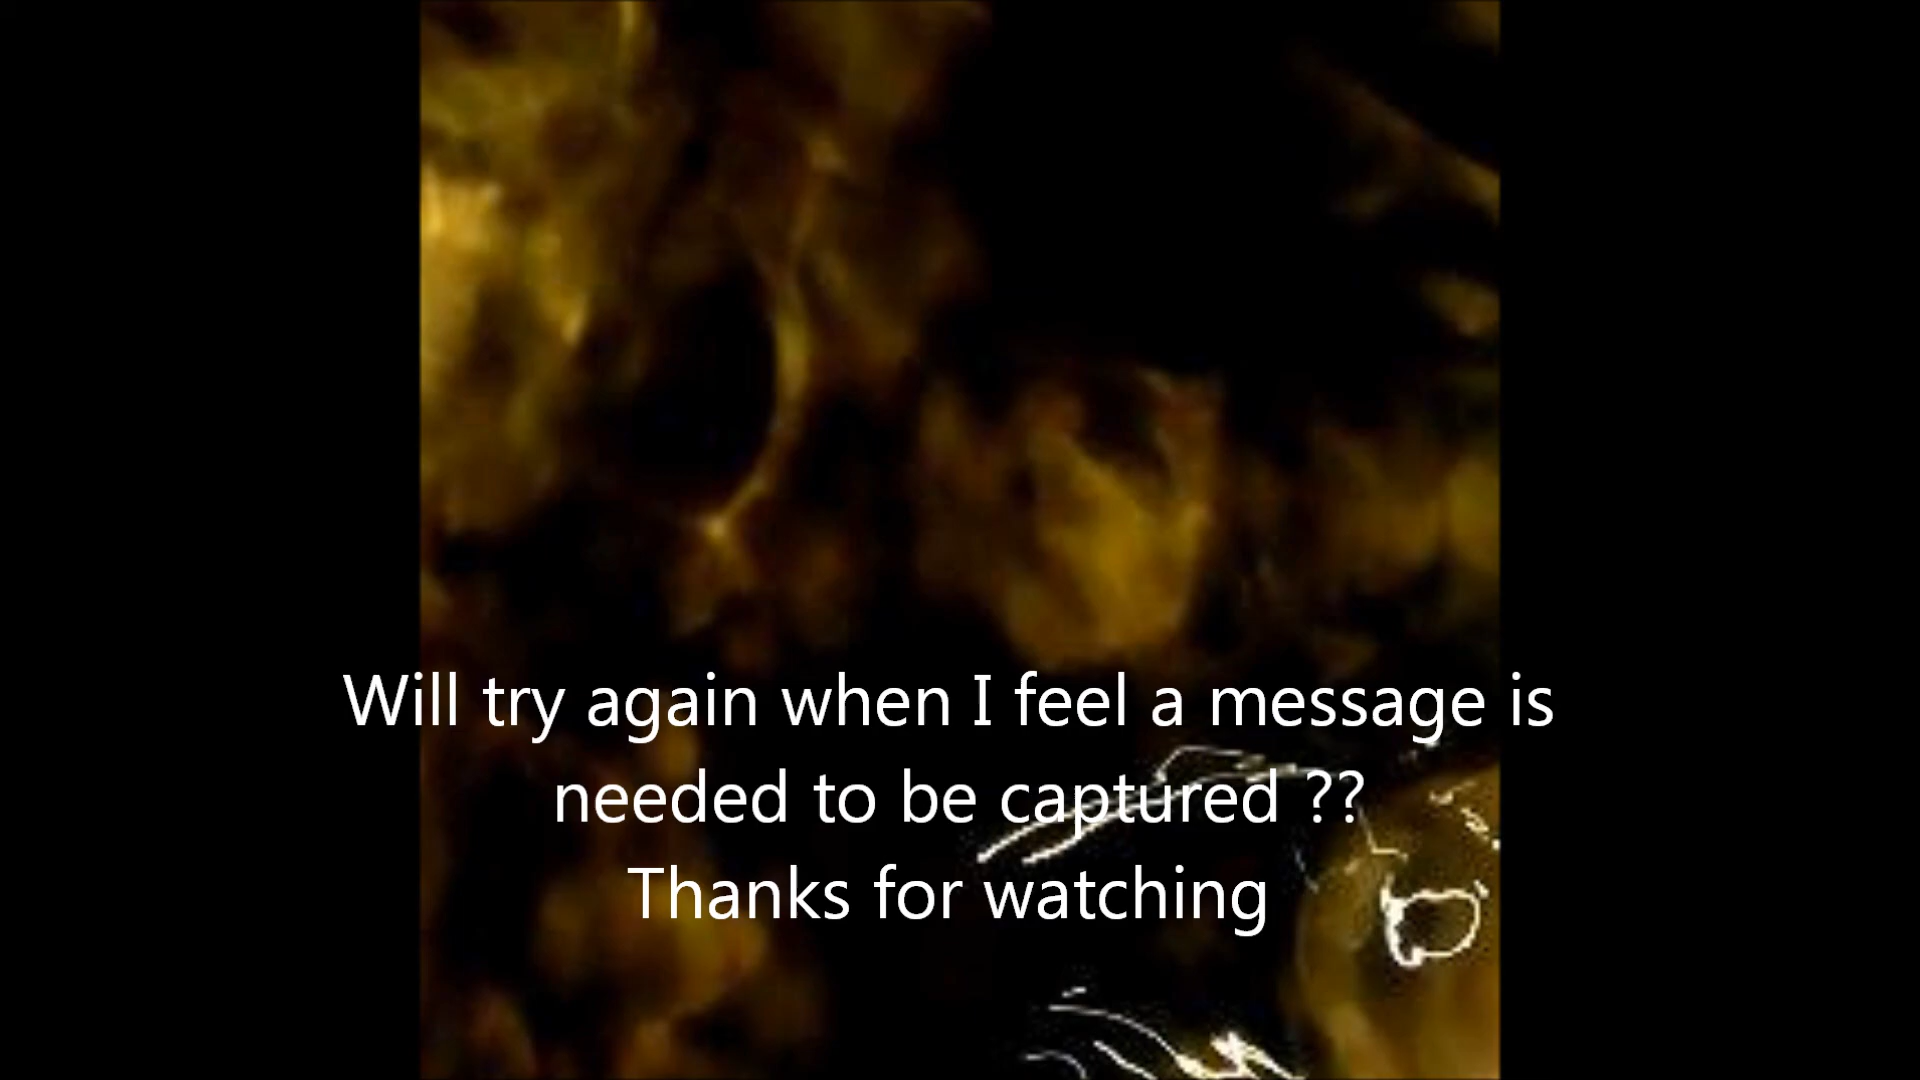 Will try again when I feel a message is
needed to be captured ??
Thanks for watching